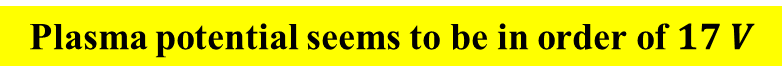 Plasma potential seems to be in order of 17 V